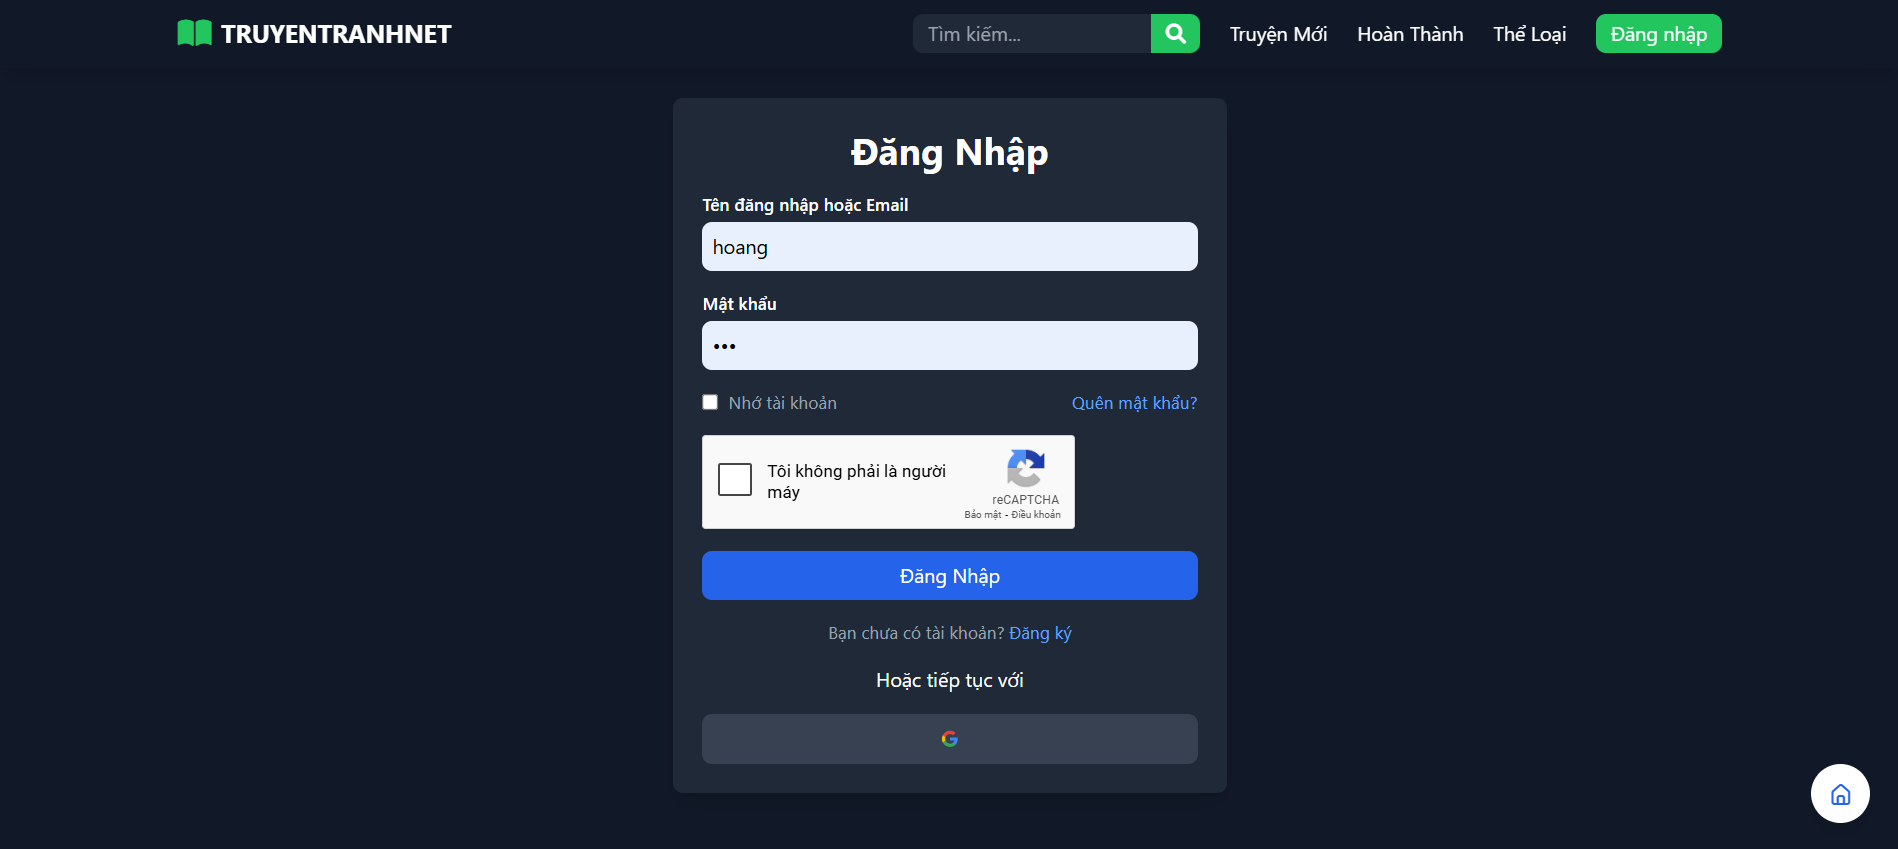 TRUYENTRANHNET
Tìm kiếm...
Truyện Mới
Hoàn Thành
Thể Loại
Đăng nhập
Đăng Nhập
Tên đăng nhập hoặc Email
hoang
Mật khẩu
•••
Nhớ tài khoản
Quên mật khẩu?
Tôi không phải là người
máy
reCAPTCHA
Bảo mật - Điều khoản
Đăng Nhập
Bạn chưa có tài khoản? Đăng ký
Hoặc tiếp tục với